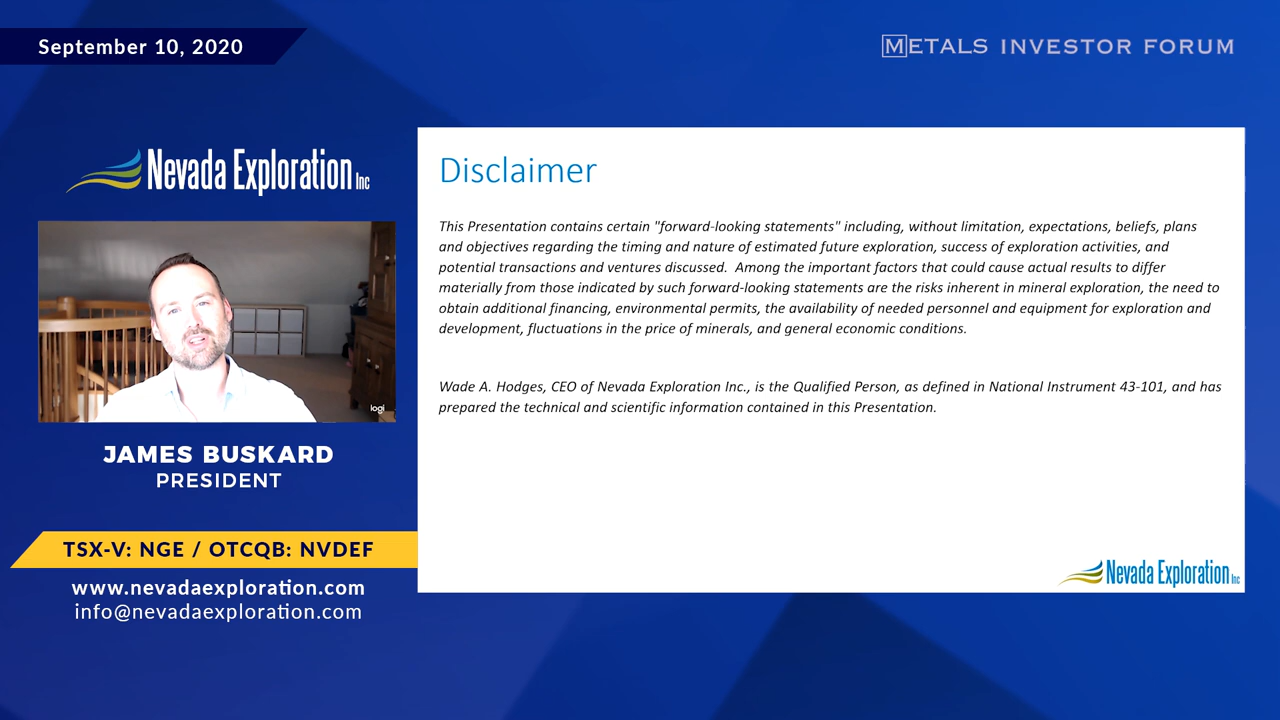 September 10, 2020
METALS INVESTOR FORUM
Nevada Exploration Inc
logi
JAMES BUSKARD
PRESIDENT
TSX-V: NGE / OTCQB: NVDEF
www.nevadaexploration.com
info@nevadaexploration.com
Disclaimer
This Presentation contains certain "forward-looking statements" including, without limitation, expectations, beliefs, plans
and objectives regarding the timing and nature of estimated future exploration, success of exploration activities, and
potential transactions and ventures discussed.  Among the important factors that could cause actual results to differ
materially from those indicated by such forward-looking statements are the risks inherent in mineral exploration, the need to
obtain additional financing, environmental permits, the availability of needed personnel and equipment for exploration and
development, fluctuations in the price of minerals, and general economic conditions.
Wade A. Hodges, CEO of Nevada Exploration Inc., is the Qualified Person, as defined in National Instrument 43-101, and has
prepared the technical and scientific information contained in this Presentation.
Nevada Exploration Inc